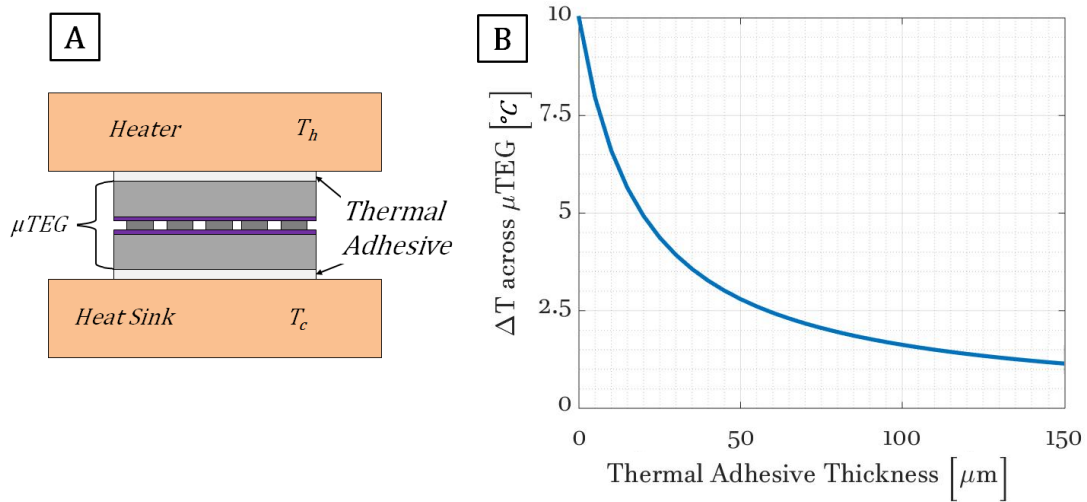 A
Heater T_h
μTEG
Thermal
Adhesive
Heat Sink T_c
B
ΔT across μTEG [°C]
10
7.5
5
2.5
0
0 50 100 150
Thermal Adhesive Thickness [μm]